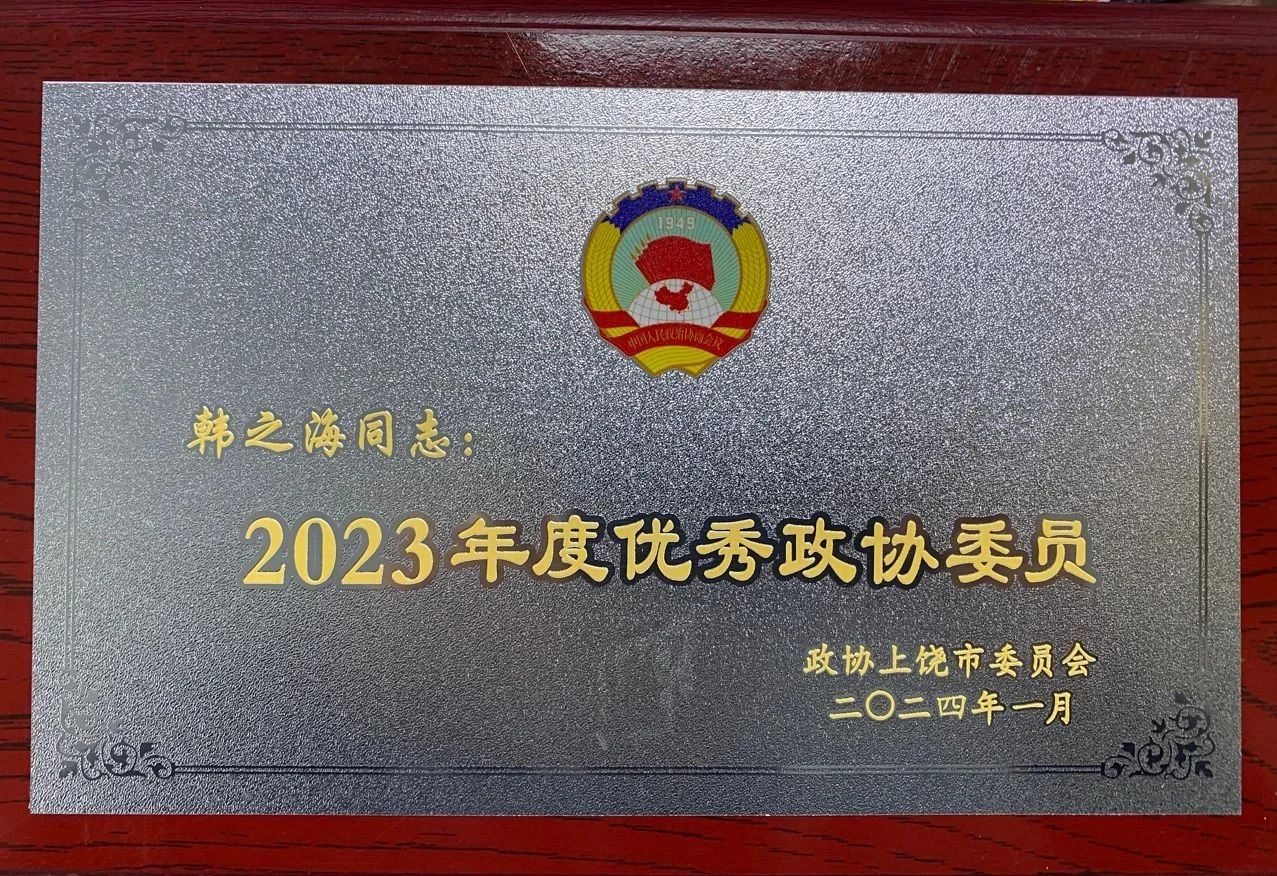 1949
中国人民政治协商会议
韩之海同志：
2023年度优秀政协委员
政协上饶市委员会
二〇二四年一月